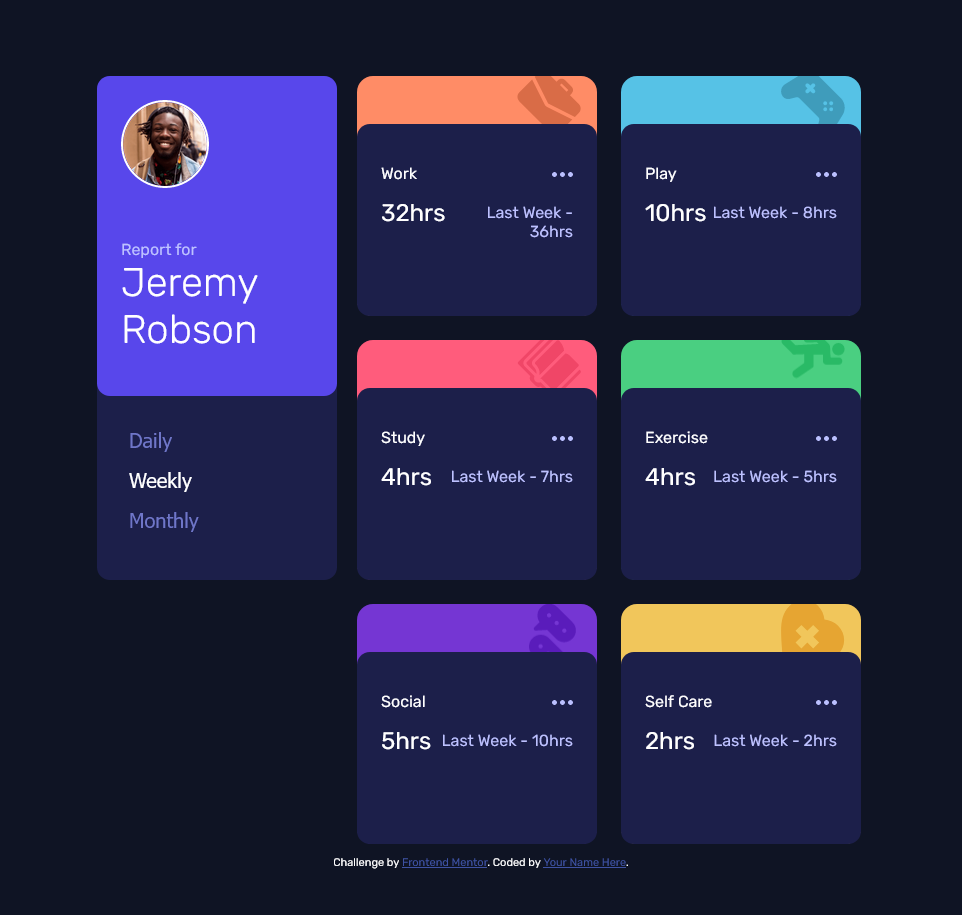 Report for
Jeremy
Robson
Daily
Weekly
Monthly
Work
32hrs
Last Week -
36hrs
Play
10hrs Last Week - 8hrs
Study
4hrs Last Week - 7hrs
Exercise
4hrs Last Week - 5hrs
Social
5hrs Last Week - 10hrs
Self Care
2hrs Last Week - 2hrs
Challenge by Frontend Mentor. Coded by Your Name Here.